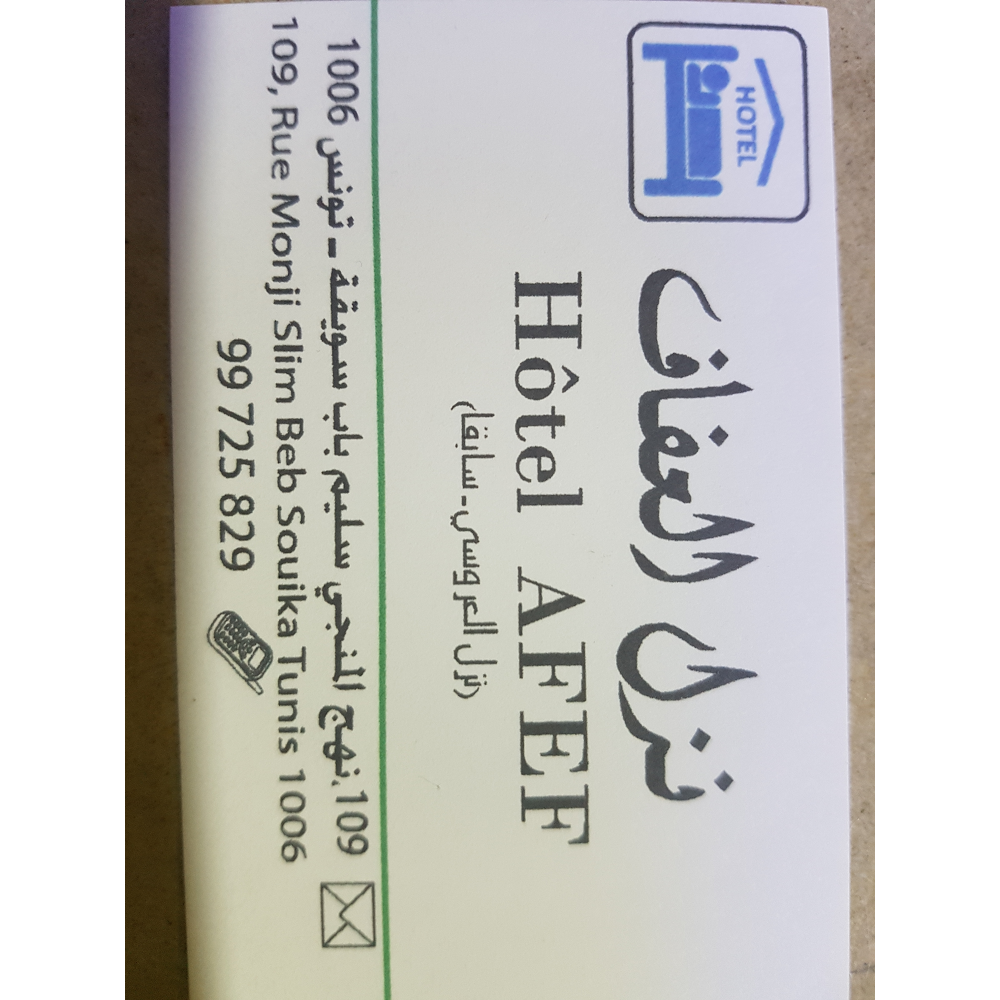 HOTEL
نزل العفاف
Hôtel AFEF
(نزل العروسي - سابقا)
109، نهج المنجي سليم باب سويقة - تونس 1006
109, Rue Monji Slim Beb Souika Tunis 1006
99 725 829